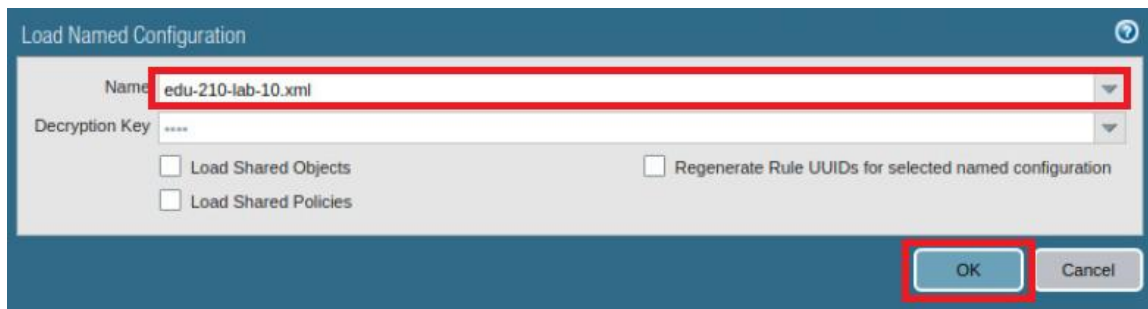 Load Named Configuration
Name edu-210-lab-10.xml
Decryption Key ****
Load Shared Objects Regenerate Rule UUIDs for selected named configuration
Load Shared Policies
OK Cancel